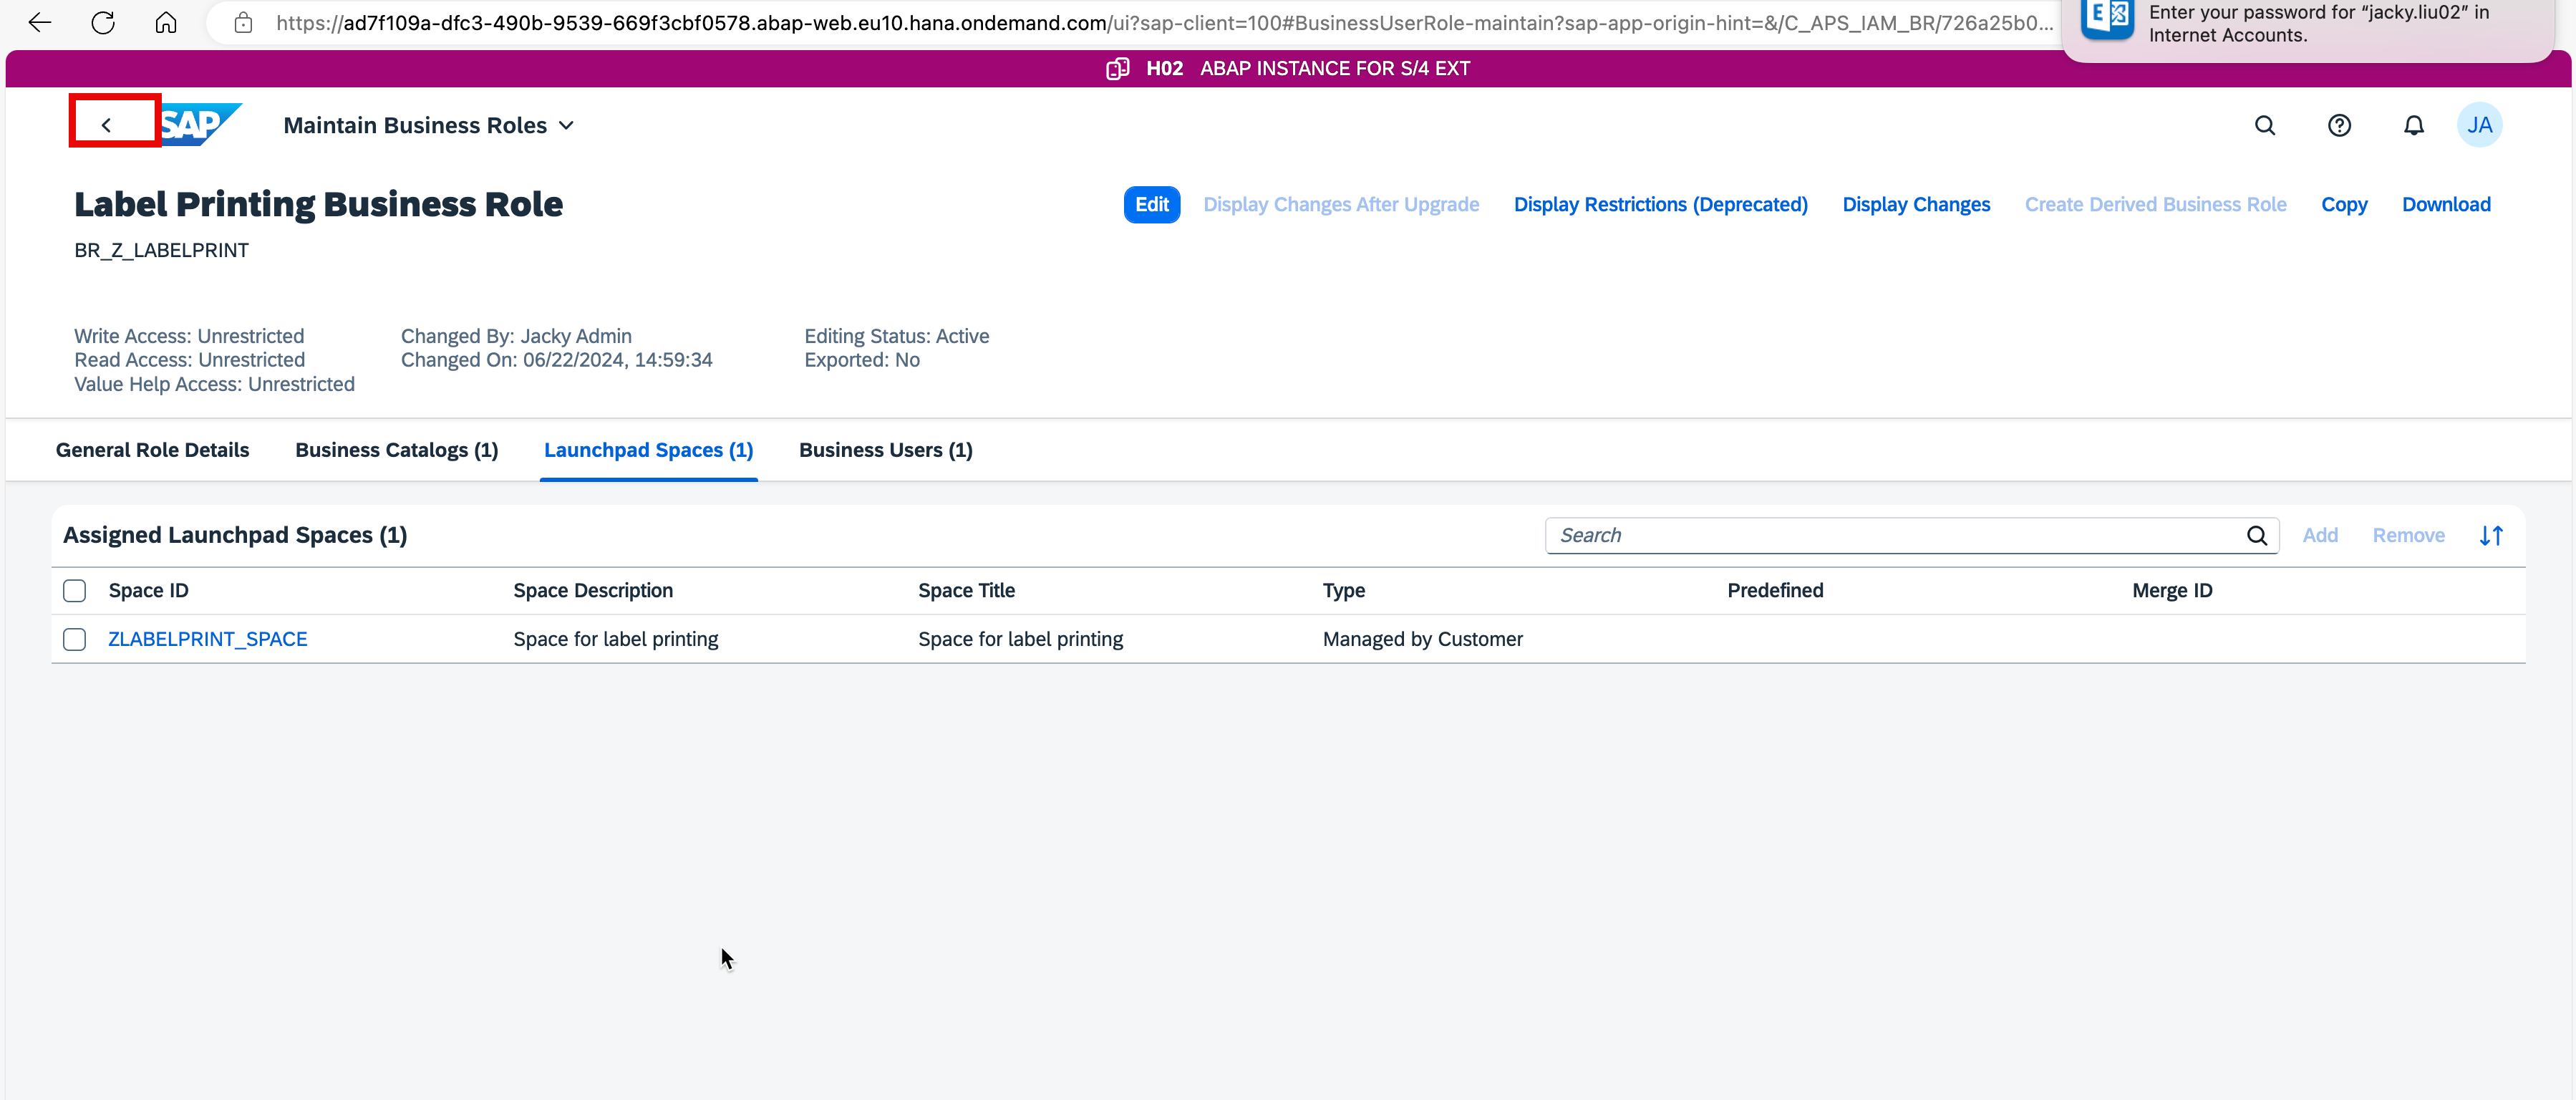 https://ad7f109a-dfc3-490b-9539-669f3cbf0578.abap-web.eu10.hana.ondemand.com/ui?sap-client=100#BusinessUserRole-maintain?sap-app-origin-hint=&/C_APS_IAM_BR/726a25b0...
Enter your password for “jacky.liu02” in
Internet Accounts.
H02 ABAP INSTANCE FOR S/4 EXT
SAP Maintain Business Roles JA
Label Printing Business Role
Edit Display Changes After Upgrade Display Restrictions (Deprecated) Display Changes Create Derived Business Role Copy Download
BR_Z_LABELPRINT
Write Access: Unrestricted Changed By: Jacky Admin Editing Status: Active
Read Access: Unrestricted Changed On: 06/22/2024, 14:59:34 Exported: No
Value Help Access: Unrestricted
General Role Details Business Catalogs (1) Launchpad Spaces (1) Business Users (1)
Assigned Launchpad Spaces (1) Search Add Remove
Space ID Space Description Space Title Type Predefined Merge ID
ZLABELPRINT_SPACE Space for label printing Space for label printing Managed by Customer